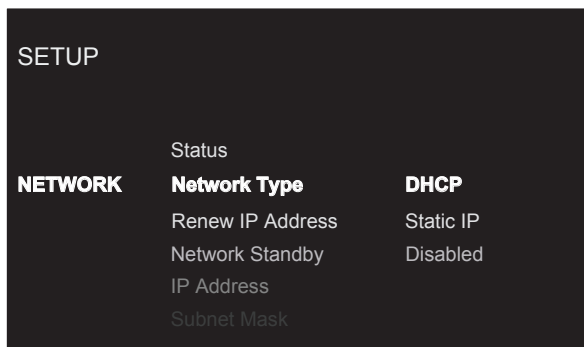 SETUP
Status
NETWORK Network Type DHCP
Renew IP Address Static IP
Network Standby Disabled
IP Address
Subnet Mask